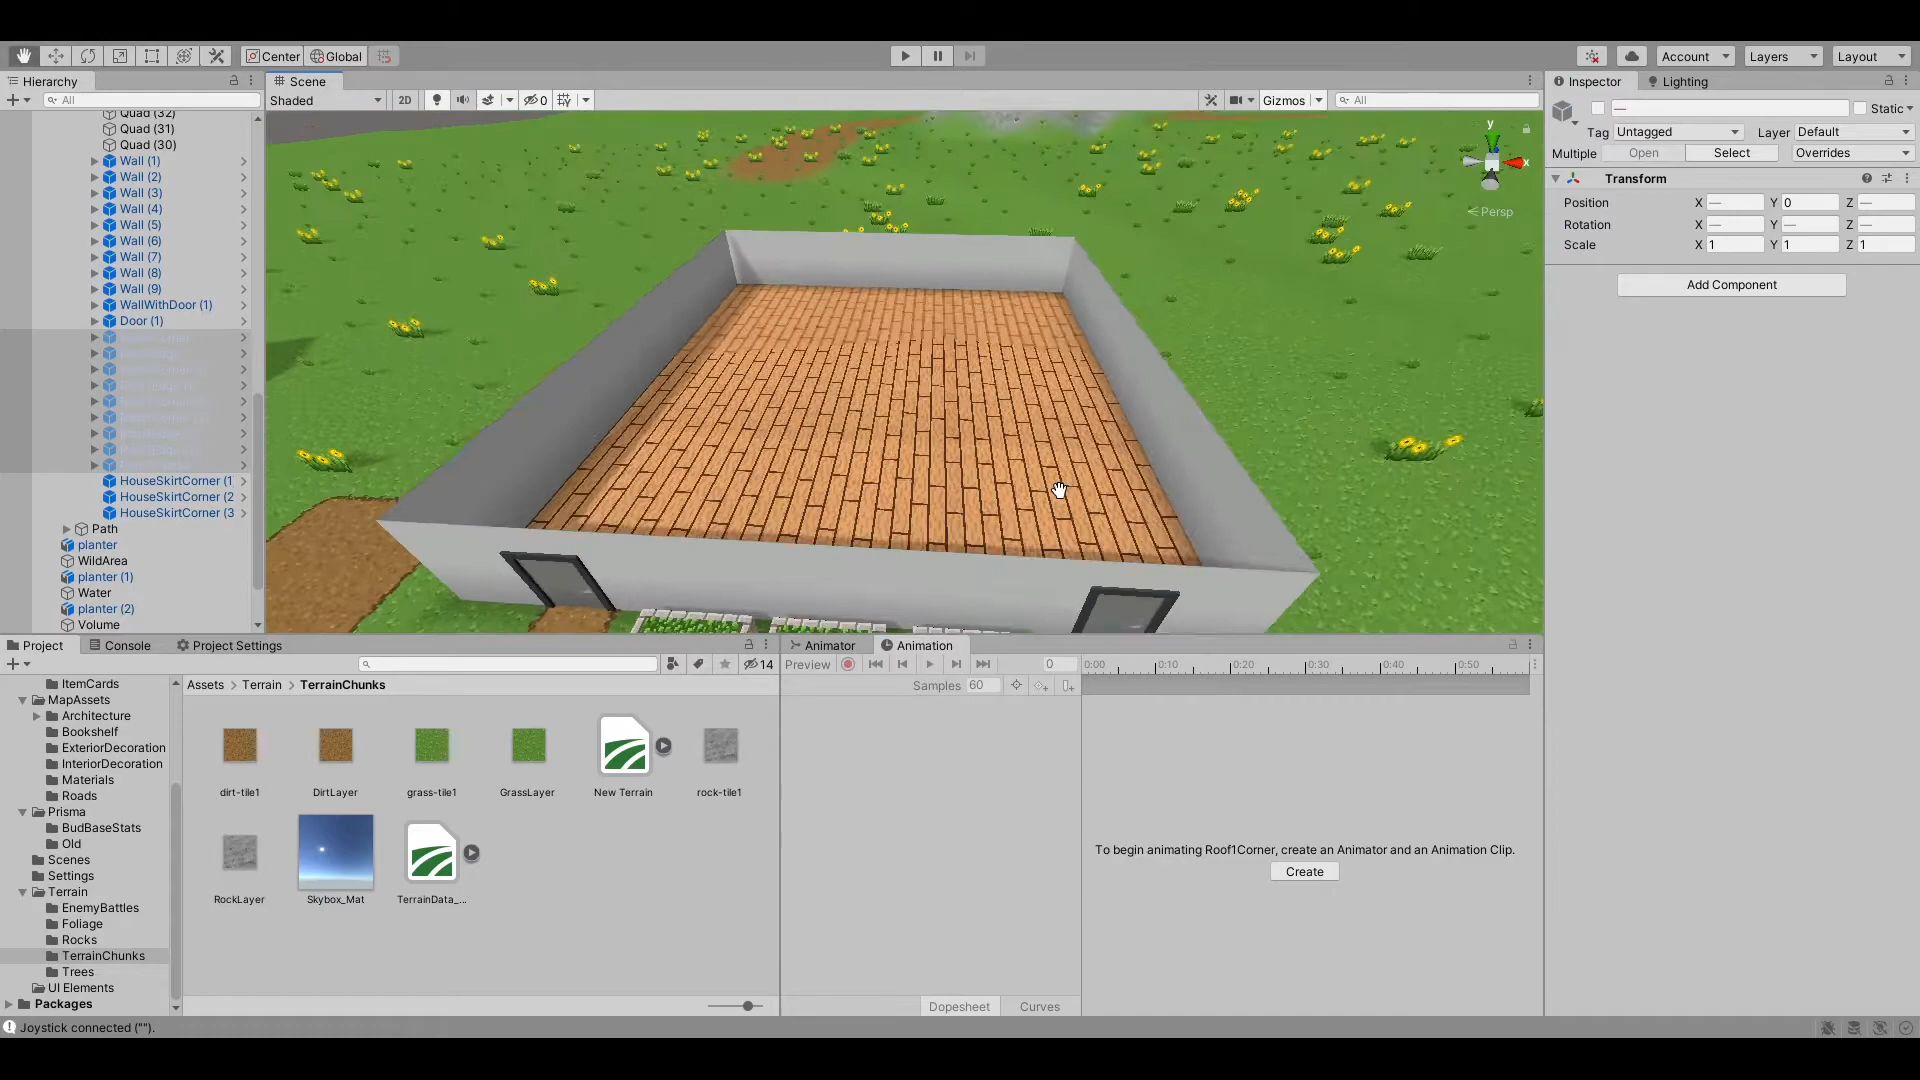 Center
Global
Account
Layers
Layout
Hierarchy
All
Quad (32)
Quad (31)
Quad (30)
Wall (1)
Wall (2)
Wall (3)
Wall (4)
Wall (5)
Wall (6)
Wall (7)
Wall (8)
Wall (9)
WallWithDoor (1)
Door (1)
HouseSkirtCorner (1
HouseSkirtCorner (2
HouseSkirtCorner (3
Path
planter
WildArea
planter (1)
Water
planter (2)
Volume
Scene
Shaded
2D
0
Gizmos
All
y
x
Persp
Inspector
Lighting
Static
Tag Untagged
Layer Default
Multiple Open Select Overrides
Transform
Position X — Y 0 Z —
Rotation X — Y — Z —
Scale X 1 Y 1 Z 1
Add Component
Project
Console
Project Settings
14
ItemCards
MapAssets
Architecture
Bookshelf
ExteriorDecoration
InteriorDecoration
Materials
Roads
Prisma
BudBaseStats
Old
Scenes
Settings
Terrain
EnemyBattles
Foliage
Rocks
TerrainChunks
Trees
UI Elements
Packages
Assets > Terrain > TerrainChunks
dirt-tile1
DirtLayer
grass-tile1
GrassLayer
New Terrain
rock-tile1
RockLayer
Skybox_Mat
TerrainData_...
Animator
Animation
Preview
0
0:00
0:10
0:20
0:30
0:40
0:50
Samples 60
To begin animating Roof1Corner, create an Animator and an Animation Clip.
Create
Dopesheet
Curves
Joystick connected ("").